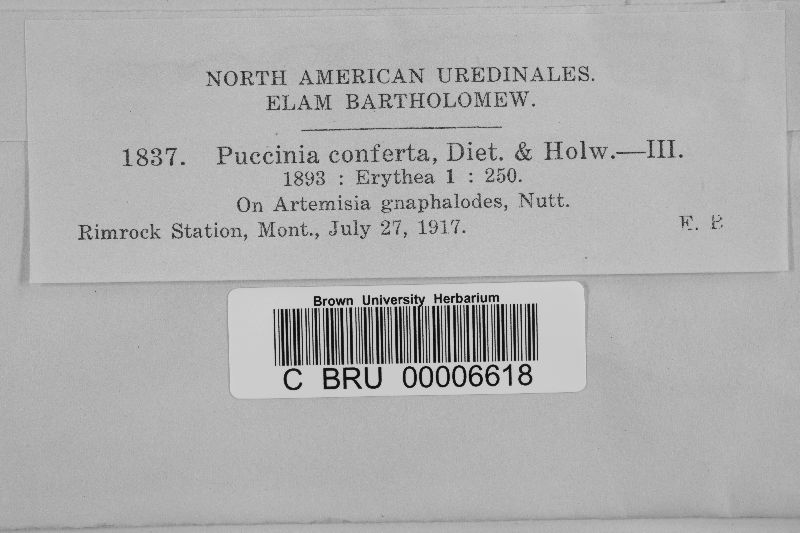 NORTH AMERICAN UREDINALES.
ELAM BARTHOLOMEW.
1837. Puccinia conferta, Diet. & Holw.—III.
1893 : Erythea 1 : 250.
On Artemisia gnaphalodes, Nutt.
Rimrock Station, Mont., July 27, 1917. E. B
Brown University Herbarium
C BRU 00006618